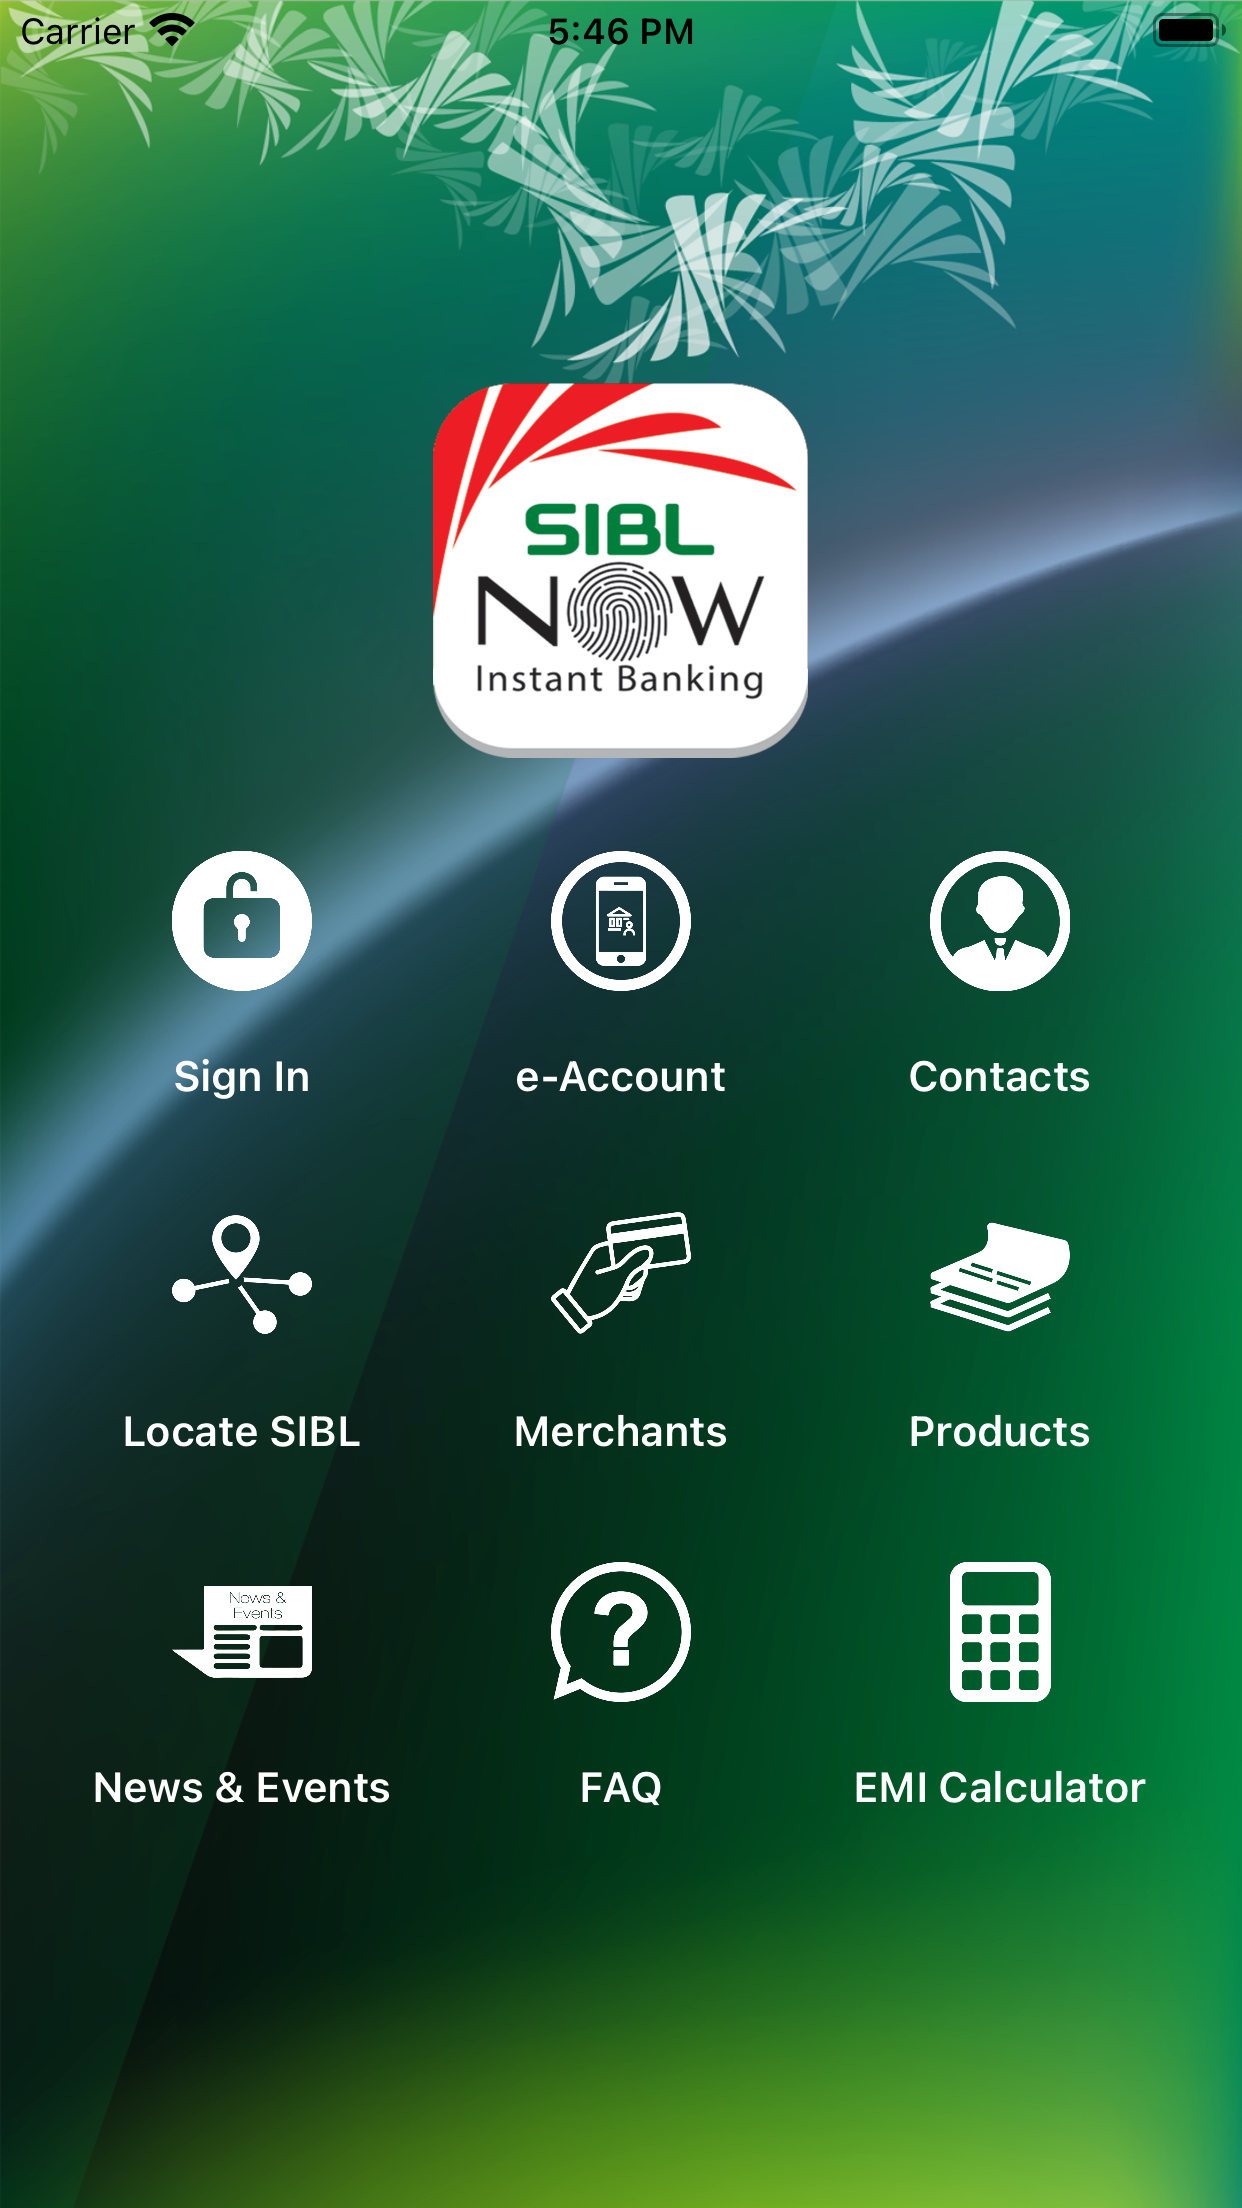 Carrier 5:46 PM
SIBL
NOW
Instant Banking
Sign In e-Account Contacts
Locate SIBL Merchants Products
News &
Events
News & Events FAQ EMI Calculator